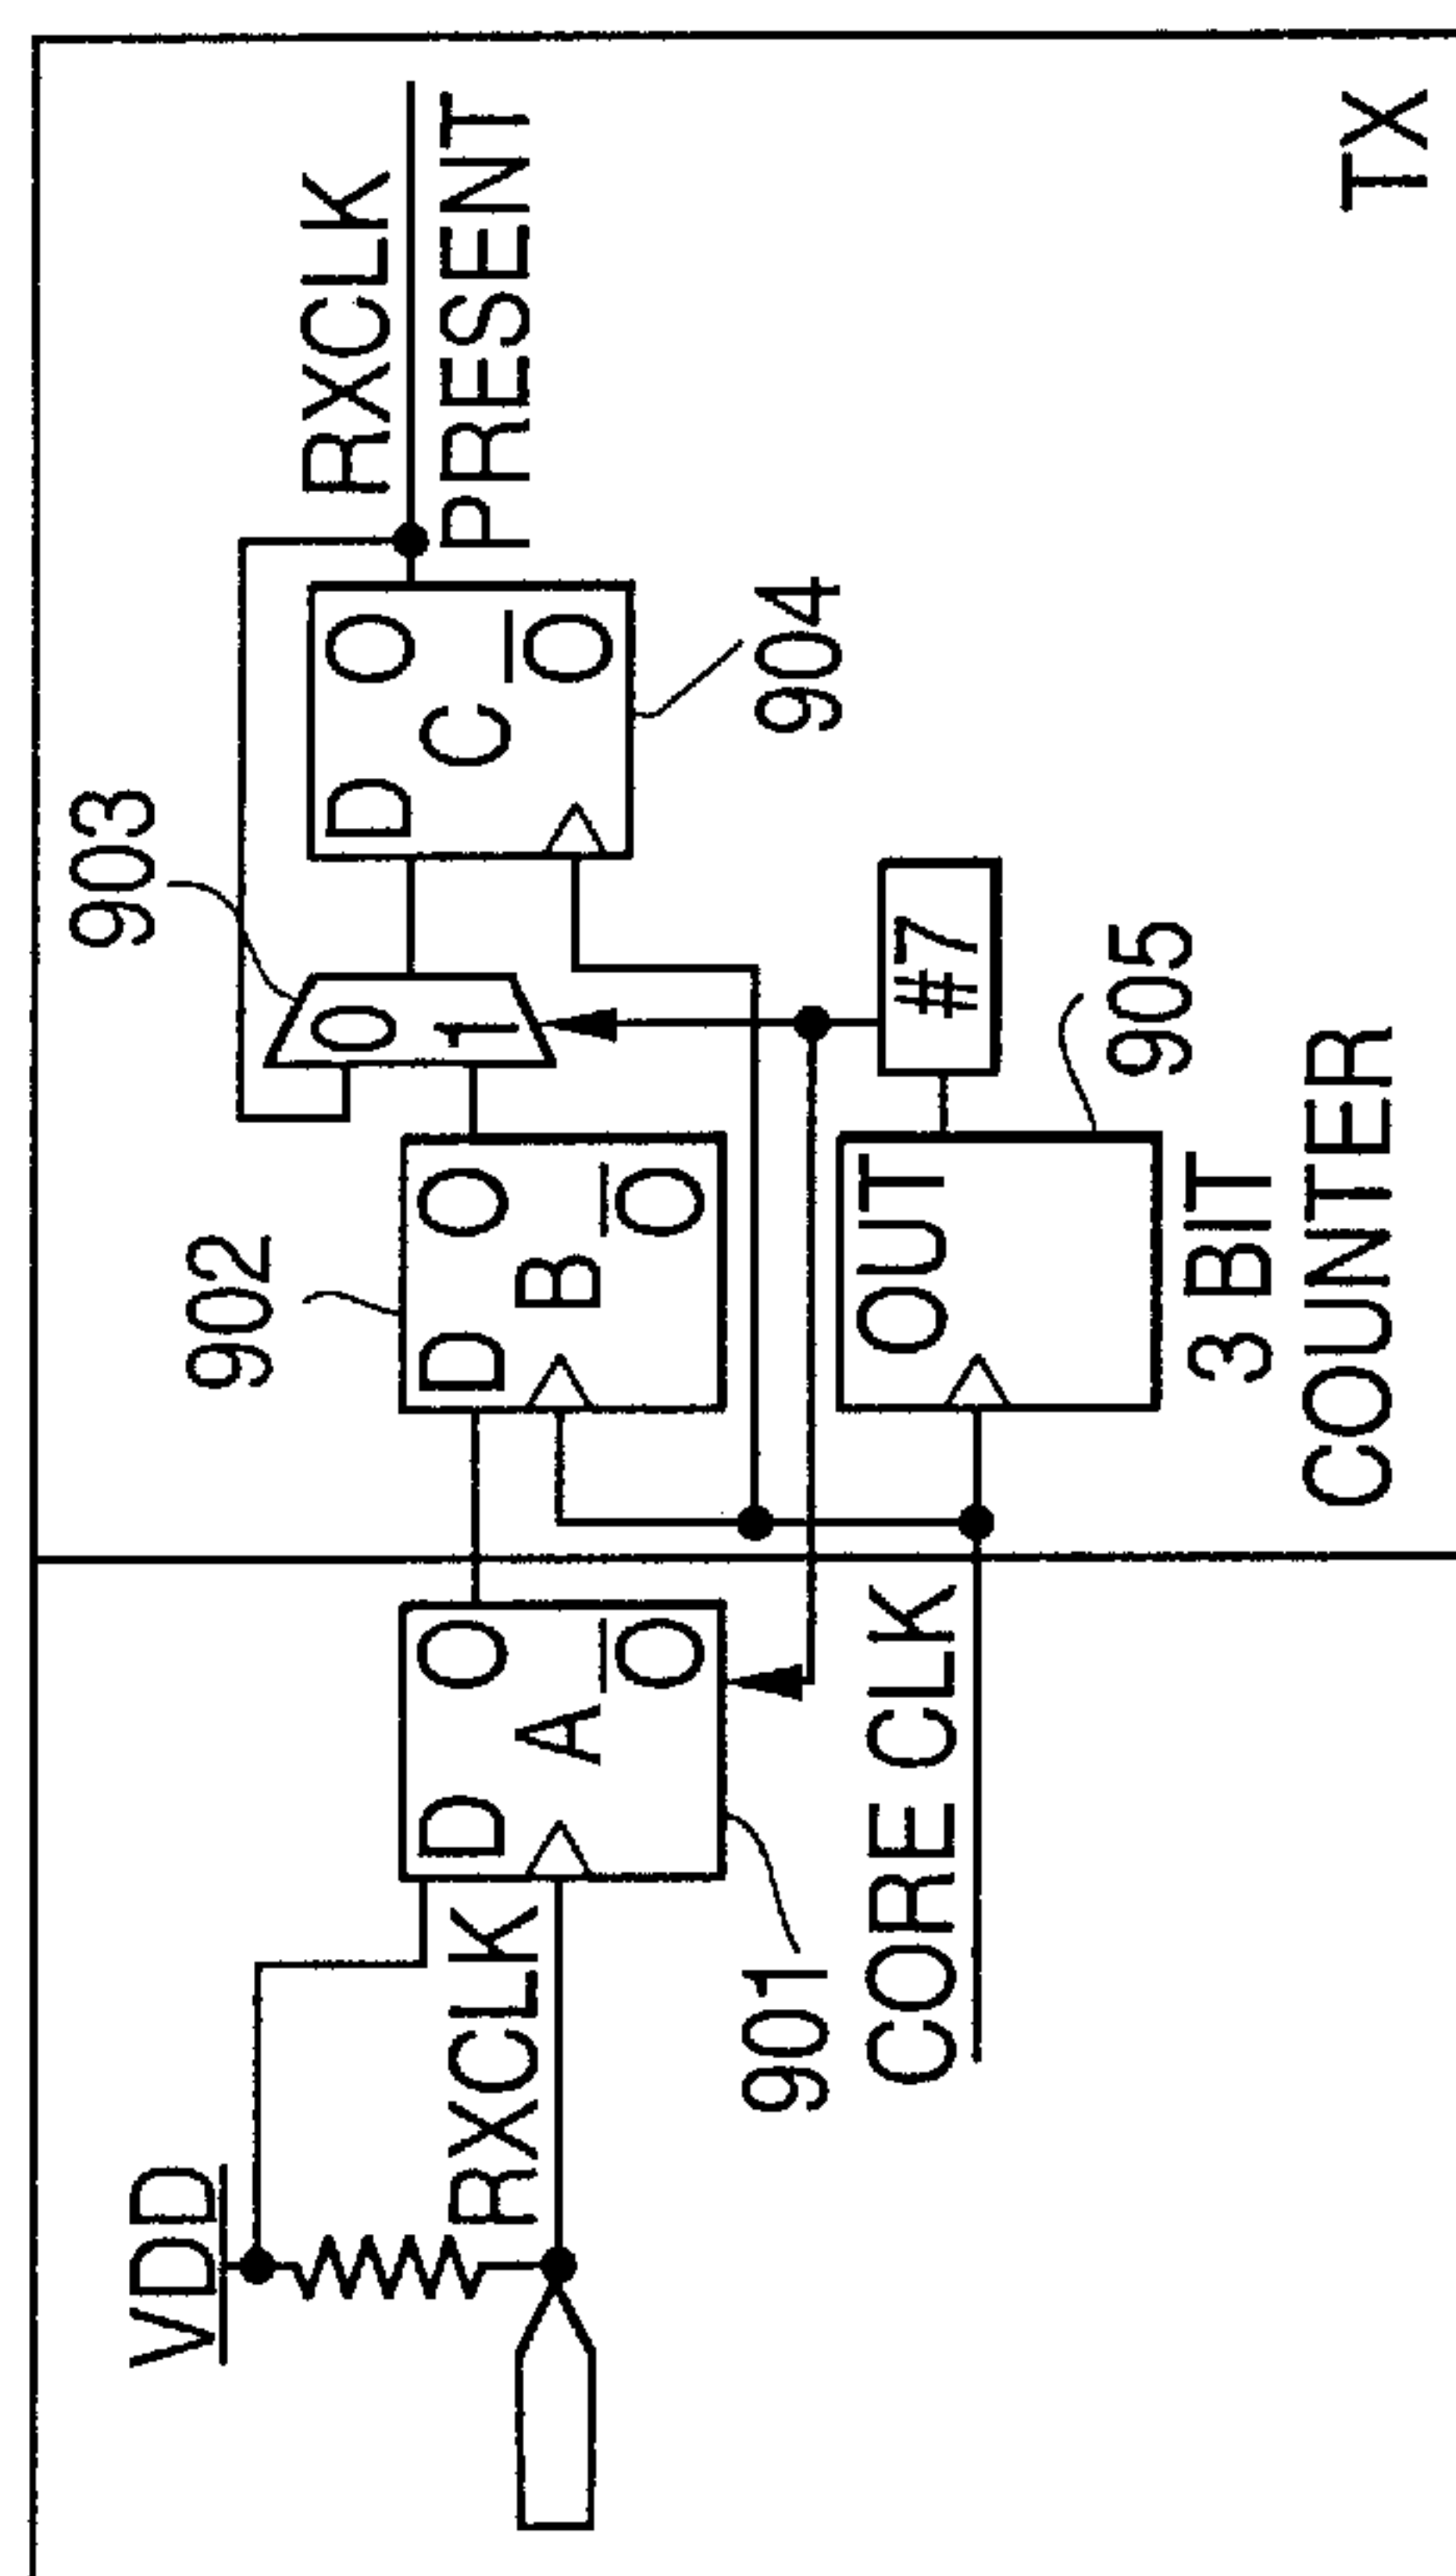 903
VDD
902
RXCLK
PRESENT
0
1
D O
C
O̅
904
D O
B
O̅
D O
A
O̅
RXCLK
901
CORE CLK
OUT
#7
905
3 BIT
COUNTER
TX